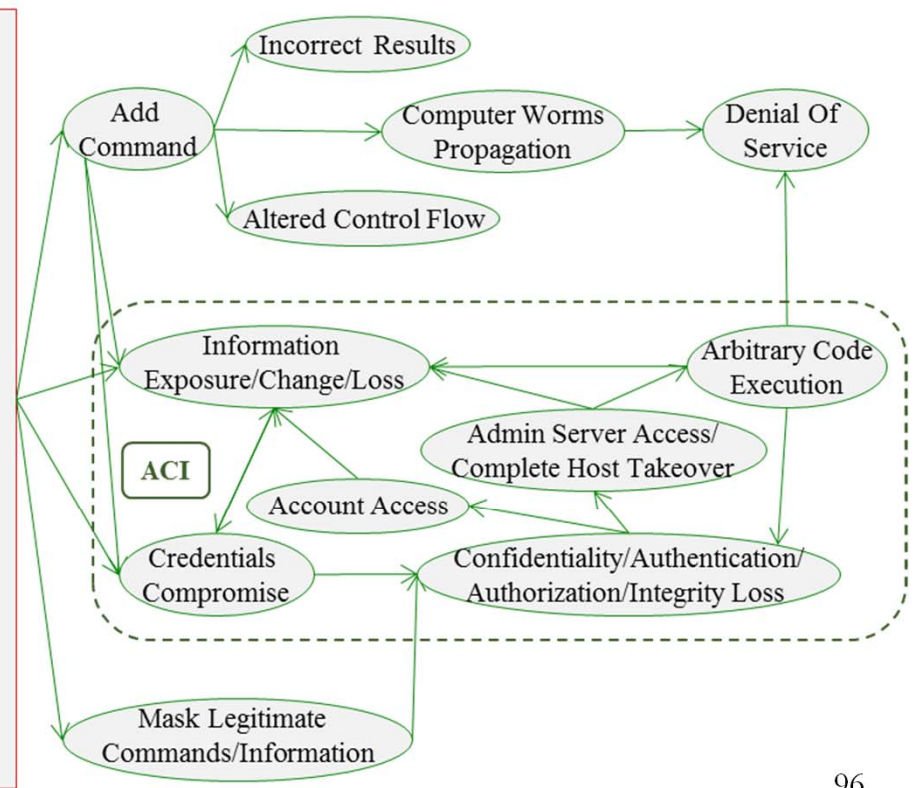 Incorrect Results
Add
Command
Computer Worms
Propagation
Denial Of
Service
Altered Control Flow
Information
Exposure/Change/Loss
Arbitrary Code
Execution
Admin Server Access/
Complete Host Takeover
ACI
Account Access
Credentials
Compromise
Confidentiality/Authentication/
Authorization/Integrity Loss
Mask Legitimate
Commands/Information
96